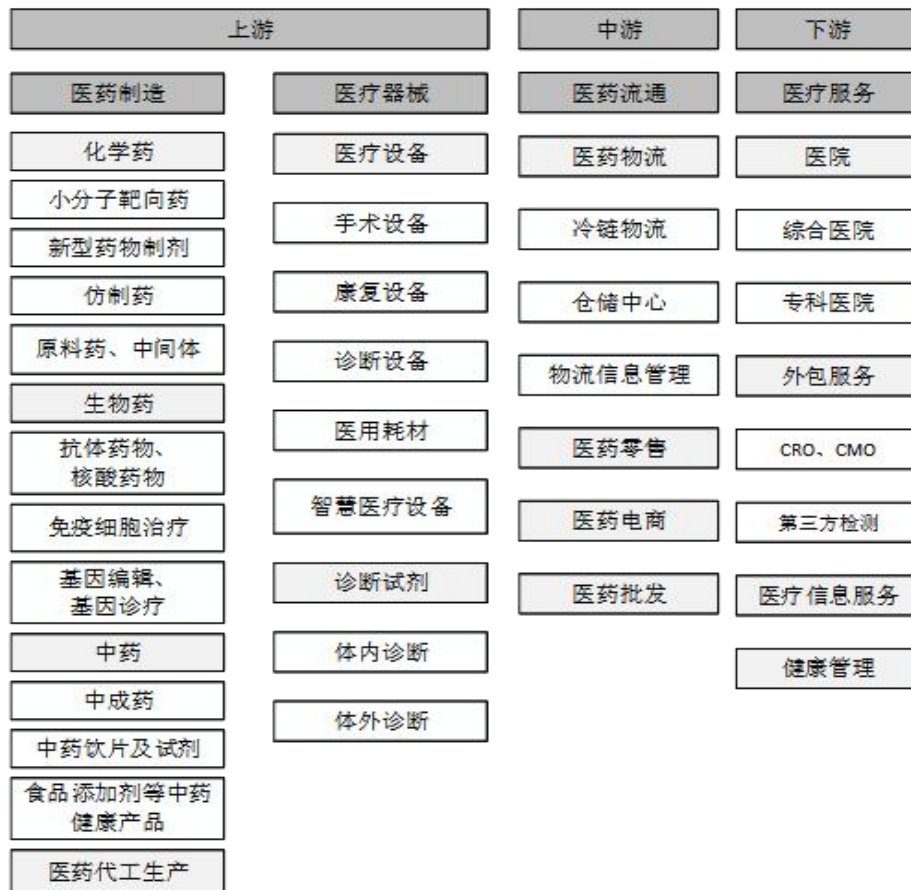 上游
医药制造
化学药
小分子靶向药
新型药物制剂
仿制药
原料药、中间体
生物药
抗体药物、
核酸药物
免疫细胞治疗
基因编辑、
基因诊疗
中药
中成药
中药饮片及试剂
食品添加剂等中药
健康产品
医药代工生产
医疗器械
医疗设备
手术设备
康复设备
诊断设备
医用耗材
智慧医疗设备
诊断试剂
体内诊断
体外诊断
中游
医药流通
医药物流
冷链物流
仓储中心
物流信息管理
医药零售
医药电商
医药批发
下游
医疗服务
医院
综合医院
专科医院
外包服务
CRO、CMO
第三方检测
医疗信息服务
健康管理